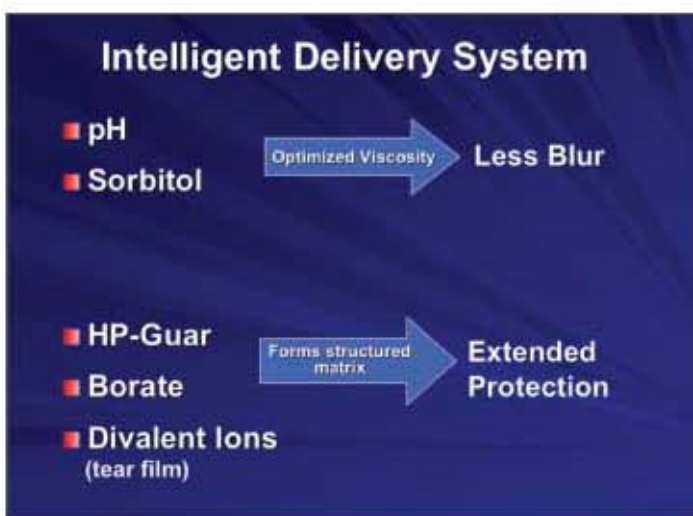 Intelligent Delivery System
pH
Optimized Viscosity
Less Blur
Sorbitol
HP-Guar
Forms structured
matrix
Extended
Protection
Borate
Divalent Ions
(tear film)